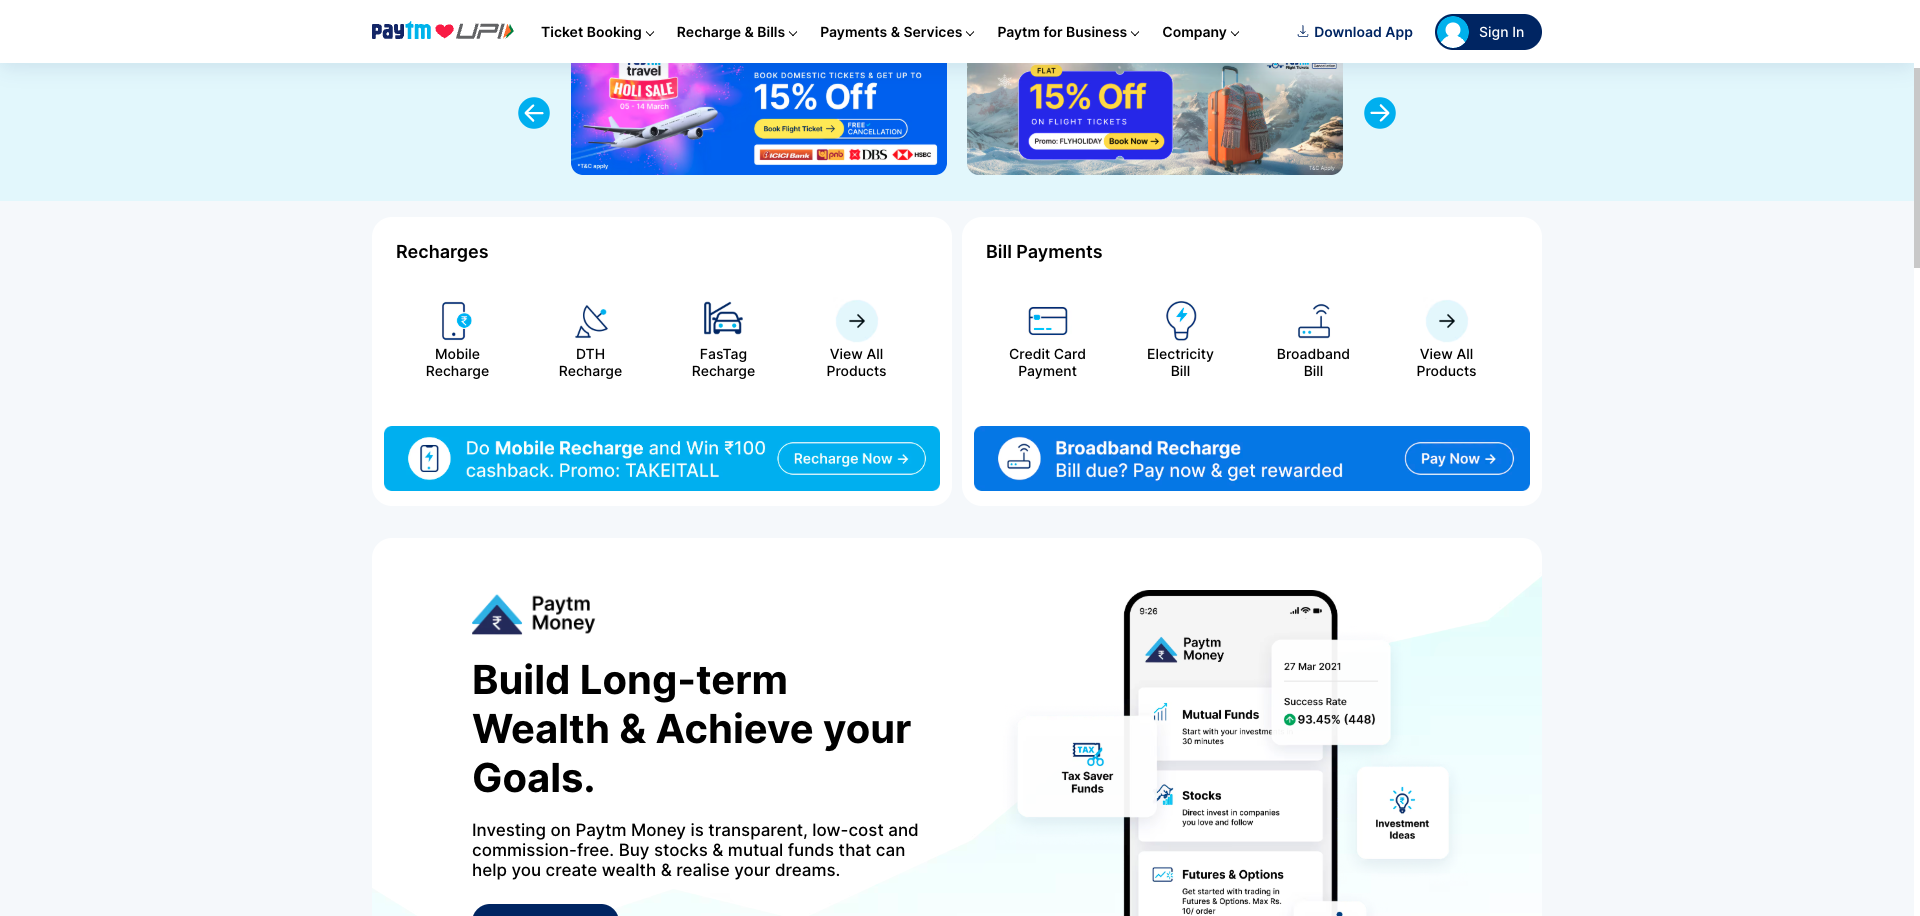 paytm UPI
Ticket Booking
Recharge & Bills
Payments & Services
Paytm for Business
Company
Download App
Sign In
travel
HOLI SALE
05 - 14 March
BOOK DOMESTIC TICKETS & GET UP TO
15% Off
Book Flight Ticket →
FREE
CANCELLATION
ICICI Bank
pnb
DBS
HSBC
*T&C apply
FLAT
15% Off
ON FLIGHT TICKETS
Promo: FLYHOLIDAY
Book Now →
T&C Apply
Recharges
Mobile
Recharge
DTH
Recharge
FasTag
Recharge
View All
Products
Do Mobile Recharge and Win ₹100
cashback. Promo: TAKEITALL
Recharge Now →
Bill Payments
Credit Card
Payment
Electricity
Bill
Broadband
Bill
View All
Products
Broadband Recharge
Bill due? Pay now & get rewarded
Pay Now →
Paytm
Money
Build Long-term
Wealth & Achieve your
Goals.
Investing on Paytm Money is transparent, low-cost and
commission-free. Buy stocks & mutual funds that can
help you create wealth & realise your dreams.
9:26
Paytm
Money
27 Mar 2021
Success Rate
93.45% (448)
Mutual Funds
Start with your investme
30 minutes
TAX
Tax Saver
Funds
Stocks
Direct invest in companies
you love and follow
Investment
Ideas
Futures & Options
Get started with trading in
Futures & Options. Max Rs.
10/ order